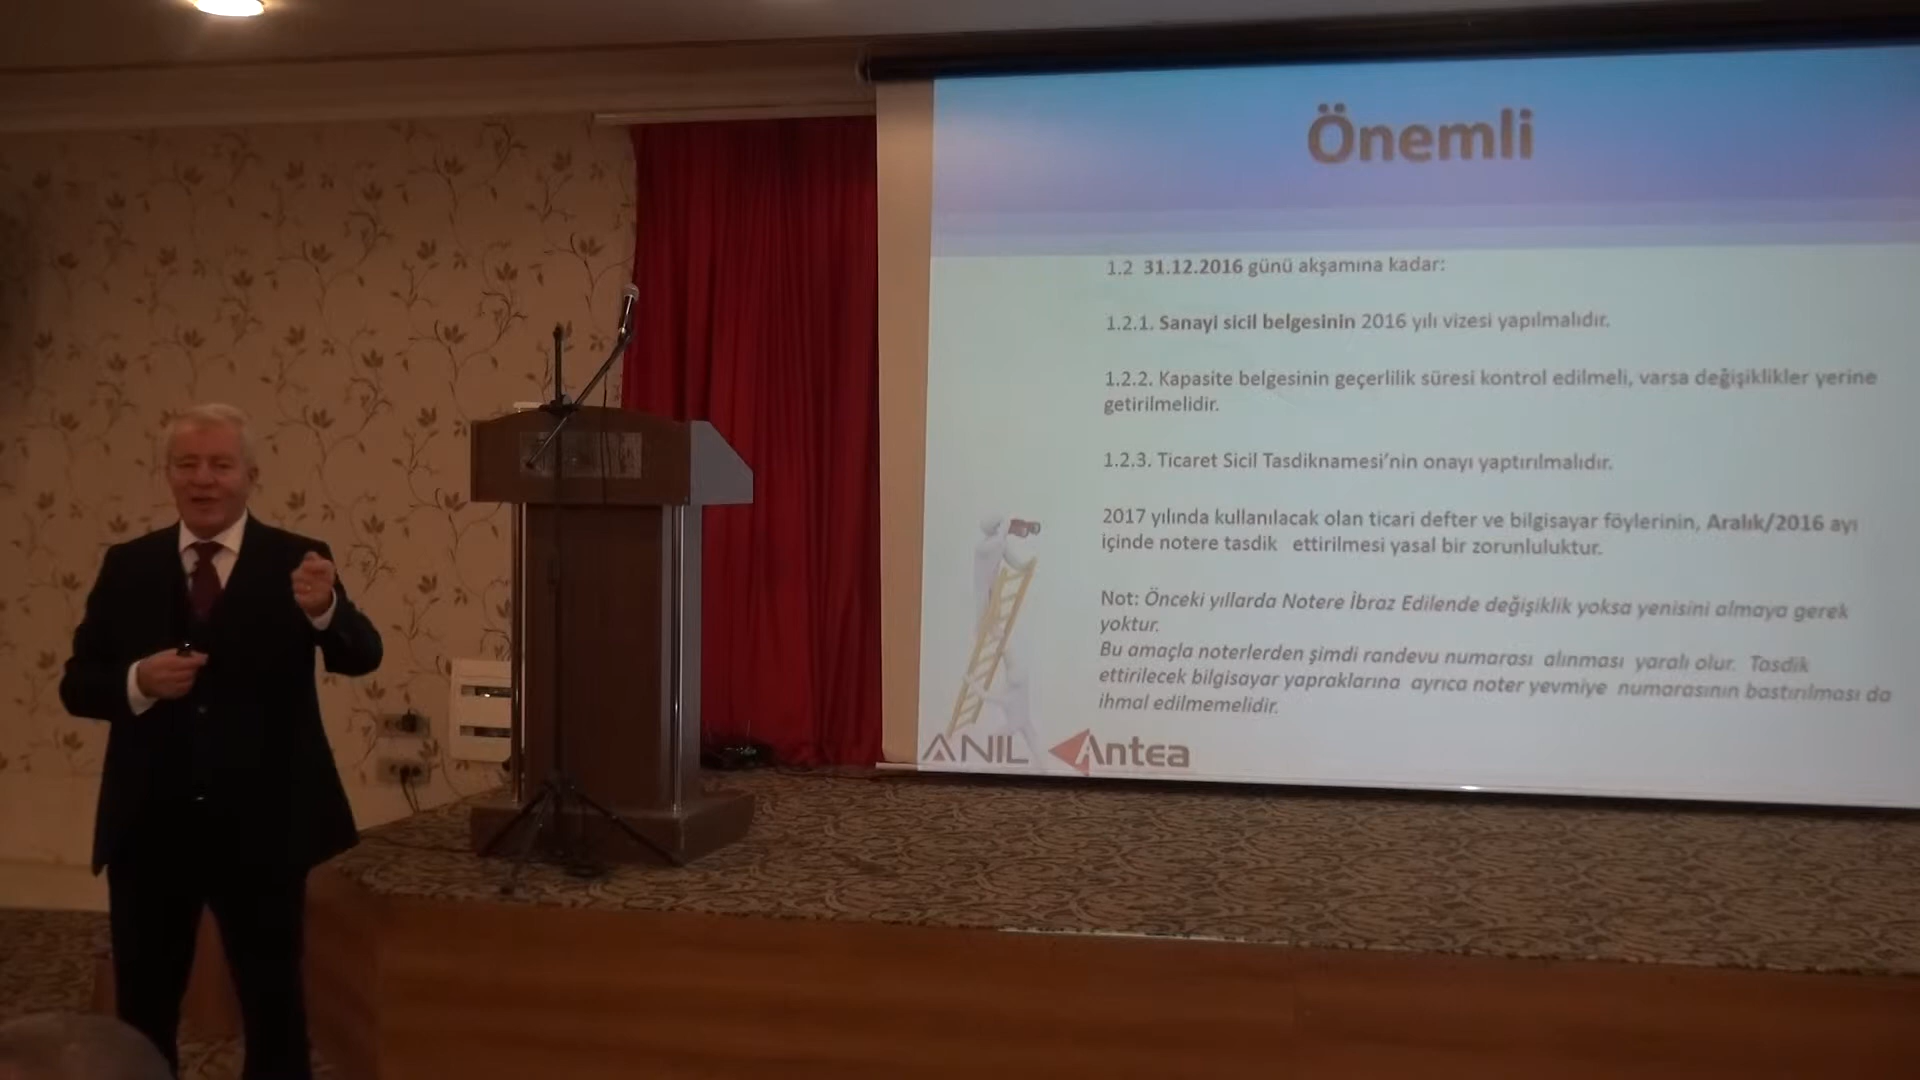 Önemli
1.2 31.12.2016 günü akşamına kadar:
1.2.1. Sanayi sicil belgesinin 2016 yılı vizesi yapılmalıdır.
1.2.2. Kapasite belgesinin geçerlilik süresi kontrol edilmeli, varsa değişiklikler yerine
getirilmelidir.
1.2.3. Ticaret Sicil Tasdiknamesi'nin onayı yaptırılmalıdır.
2017 yılında kullanılacak olan ticari defter ve bilgisayar föylerinin, Aralık/2016 ayı
içinde notere tasdik ettirilmesi yasal bir zorunluluktur.
Not: Önceki yıllarda Notere İbraz Edilende değişiklik yoksa yenisini almaya gerek
yoktur.
Bu amaçla noterlerden şimdi randevu numarası alınması yaralı olur. Tasdik
ettirilecek bilgisayar yapraklarına ayrıca noter yevmiye numarasının bastırılması da
ihmal edilmemelidir.
ANIL Antea